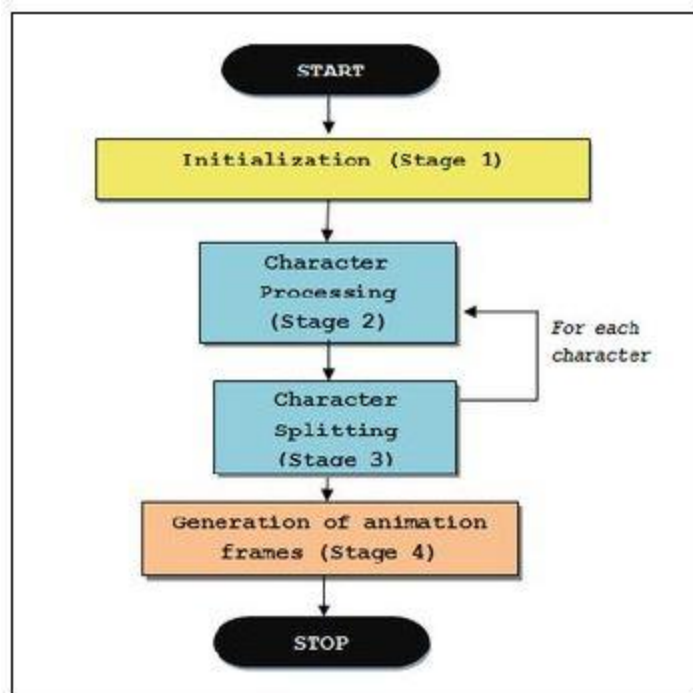 START
Initialization (Stage 1)
Character
Processing
(Stage 2)
For each
character
Character
Splitting
(Stage 3)
Generation of animation
frames (Stage 4)
STOP